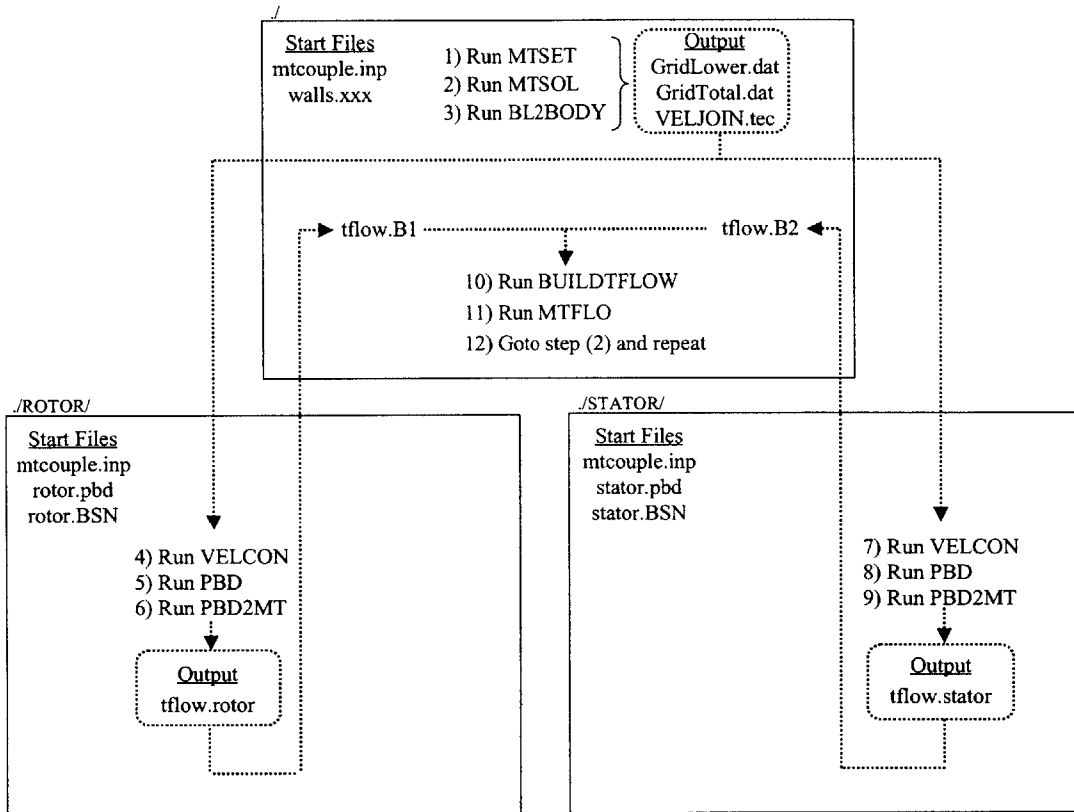 ./
Start Files
mtcouple.inp
walls.xxx
1) Run MTSET
2) Run MTSOL
3) Run BL2BODY
Output
GridLower.dat
GridTotal.dat
VELJOIN.tec
tflow.B1
tflow.B2
10) Run BUILDTFLOW
11) Run MTFLO
12) Goto step (2) and repeat
./ROTOR/
Start Files
mtcouple.inp
rotor.pbd
rotor.BSN
4) Run VELCON
5) Run PBD
6) Run PBD2MT
Output
tflow.rotor
./STATOR/
Start Files
mtcouple.inp
stator.pbd
stator.BSN
7) Run VELCON
8) Run PBD
9) Run PBD2MT
Output
tflow.stator